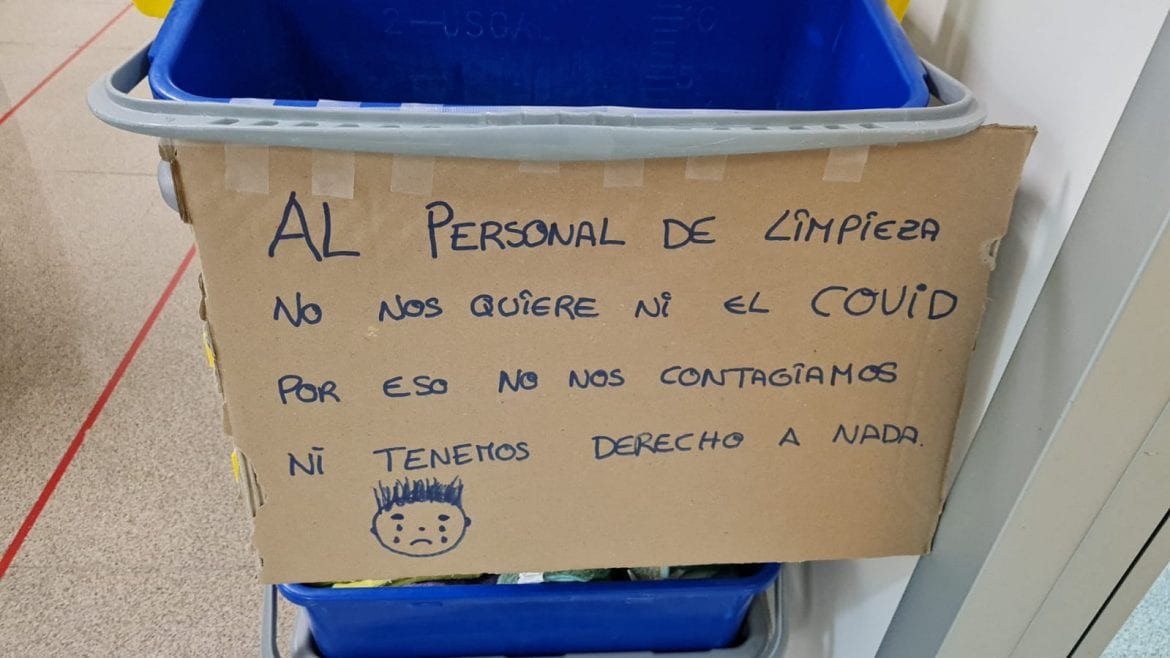 AL PERSONAL DE LIMPIEZA
NO NOS QUIERE NI EL COVID
POR ESO NO NOS CONTAGIAMOS
NI TENEMOS DERECHO A NADA.